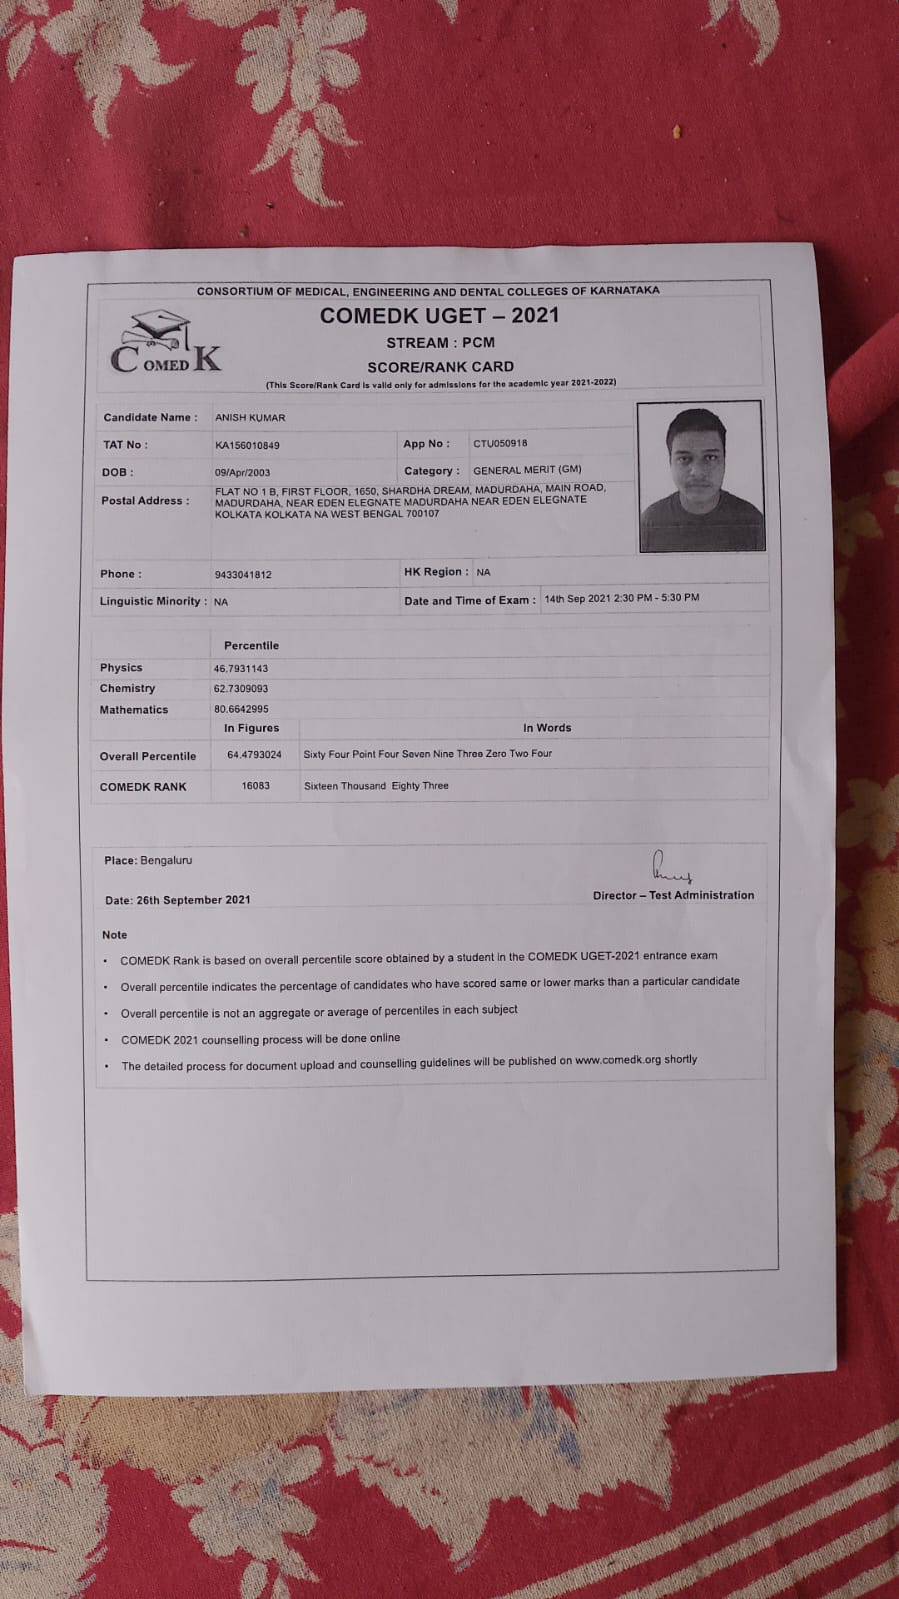 CONSORTIUM OF MEDICAL, ENGINEERING AND DENTAL COLLEGES OF KARNATAKA
COMEDK
COMEDK UGET – 2021
STREAM : PCM
SCORE/RANK CARD
(This Score/Rank Card is valid only for admissions for the academic year 2021-2022)
Candidate Name : ANISH KUMAR
TAT No : KA156010849 App No : CTU050918
DOB : 09/Apr/2003 Category : GENERAL MERIT (GM)
Postal Address : FLAT NO 1 B, FIRST FLOOR, 1650, SHARDHA DREAM, MADURDAHA, MAIN ROAD,
MADURDAHA, NEAR EDEN ELEGNATE MADURDAHA NEAR EDEN ELEGNATE
KOLKATA KOLKATA NA WEST BENGAL 700107
Phone : 9433041812 HK Region : NA
Linguistic Minority : NA Date and Time of Exam : 14th Sep 2021 2:30 PM - 5:30 PM
Percentile
Physics 46.7931143
Chemistry 62.7309093
Mathematics 80.6642995
In Figures In Words
Overall Percentile 64.4793024 Sixty Four Point Four Seven Nine Three Zero Two Four
COMEDK RANK 16083 Sixteen Thousand Eighty Three
Place: Bengaluru
Date: 26th September 2021 Director – Test Administration
Note
• COMEDK Rank is based on overall percentile score obtained by a student in the COMEDK UGET-2021 entrance exam
• Overall percentile indicates the percentage of candidates who have scored same or lower marks than a particular candidate
• Overall percentile is not an aggregate or average of percentiles in each subject
• COMEDK 2021 counselling process will be done online
• The detailed process for document upload and counselling guidelines will be published on www.comedk.org shortly